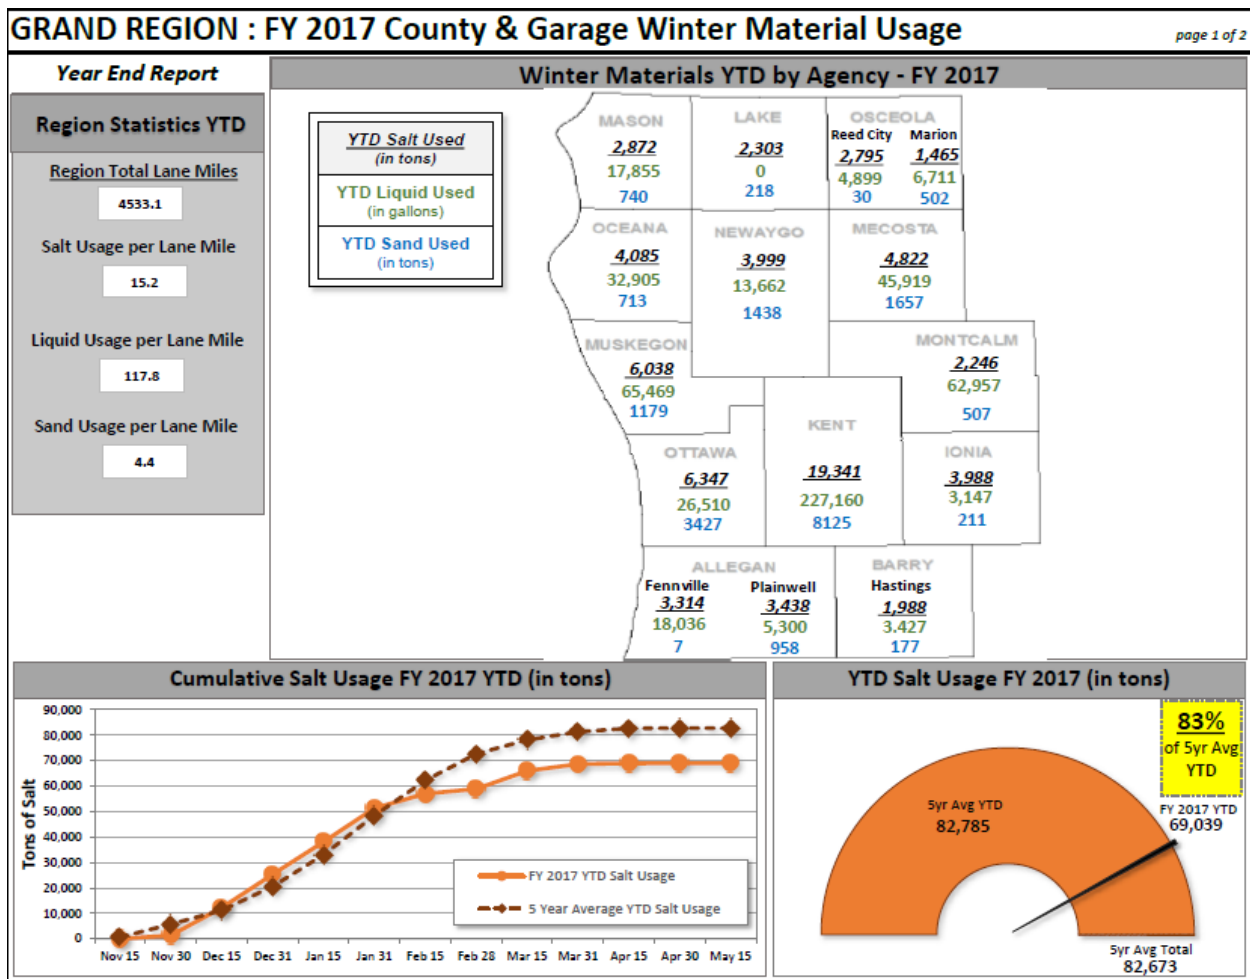 GRAND REGION : FY 2017 County & Garage Winter Material Usage
page 1 of 2
Year End Report
Region Statistics YTD
Region Total Lane Miles
4533.1
Salt Usage per Lane Mile
15.2
Liquid Usage per Lane Mile
117.8
Sand Usage per Lane Mile
4.4
Winter Materials YTD by Agency - FY 2017
YTD Salt Used
(in tons)
YTD Liquid Used
(in gallons)
YTD Sand Used
(in tons)
MASON
2,872
17,855
740
LAKE
2,303
0
218
OSCEOLA
Reed City
2,795
4,899
30
Marion
1,465
6,711
502
OCEANA
4,085
32,905
713
NEWAYGO
3,999
13,662
1438
MECOSTA
4,822
45,919
1657
MUSKEGON
6,038
65,469
1179
MONTCALM
2,246
62,957
507
OTTAWA
6,347
26,510
3427
KENT
19,341
227,160
8125
IONIA
3,988
3,147
211
ALLEGAN
Fennville
3,314
18,036
7
Plainwell
3,438
5,300
958
BARRY
Hastings
1,988
3.427
177
Cumulative Salt Usage FY 2017 YTD (in tons)
Tons of Salt
90,000
80,000
70,000
60,000
50,000
40,000
30,000
20,000
10,000
0
Nov 15 Nov 30 Dec 15 Dec 31 Jan 15 Jan 31 Feb 15 Feb 28 Mar 15 Mar 31 Apr 15 Apr 30 May 15
FY 2017 YTD Salt Usage
5 Year Average YTD Salt Usage
YTD Salt Usage FY 2017 (in tons)
83%
of 5yr Avg
YTD
5yr Avg YTD
82,785
FY 2017 YTD
69,039
5yr Avg Total
82,673